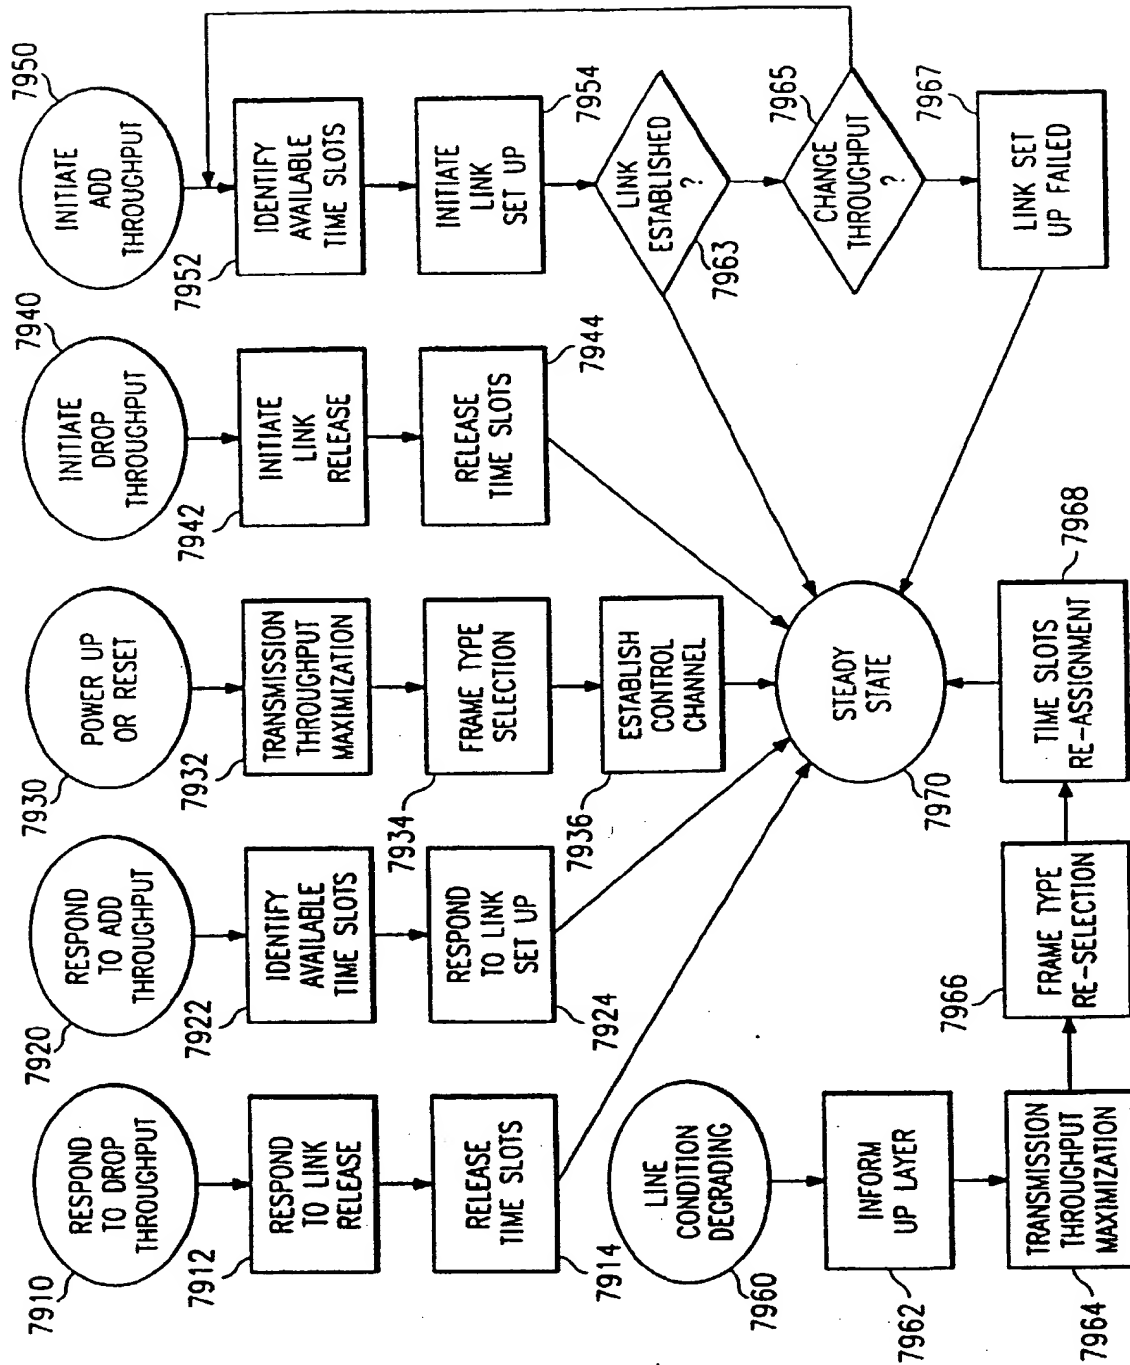 7910
RESPOND
TO DROP
THROUGHPUT
7912
RESPOND
TO LINK
RELEASE
RELEASE
TIME SLOTS
7914
7920
RESPOND
TO ADD
THROUGHPUT
7922
IDENTIFY
AVAILABLE
TIME SLOTS
RESPOND
TO LINK
SET UP
7924
7930
POWER UP
OR RESET
7932
TRANSMISSION
THROUGHPUT
MAXIMIZATION
7934
FRAME TYPE
SELECTION
7936
ESTABLISH
CONTROL
CHANNEL
7940
INITIATE
DROP
THROUGHPUT
7942
INITIATE
LINK
RELEASE
RELEASE
TIME SLOTS
7944
7950
INITIATE
ADD
THROUGHPUT
7952
IDENTIFY
AVAILABLE
TIME SLOTS
INITIATE
LINK
SET UP
7954
LINK
ESTABLISHED
?
7963
7965
CHANGE
THROUGHPUT
?
7967
LINK SET
UP FAILED
LINE
CONDITION
DEGRADING
7960
INFORM
UP LAYER
7962
TRANSMISSION
THROUGHPUT
MAXIMIZATION
7964
7966
FRAME TYPE
RE-SELECTION
TIME SLOTS
RE-ASSIGNMENT
7968
STEADY
STATE
7970